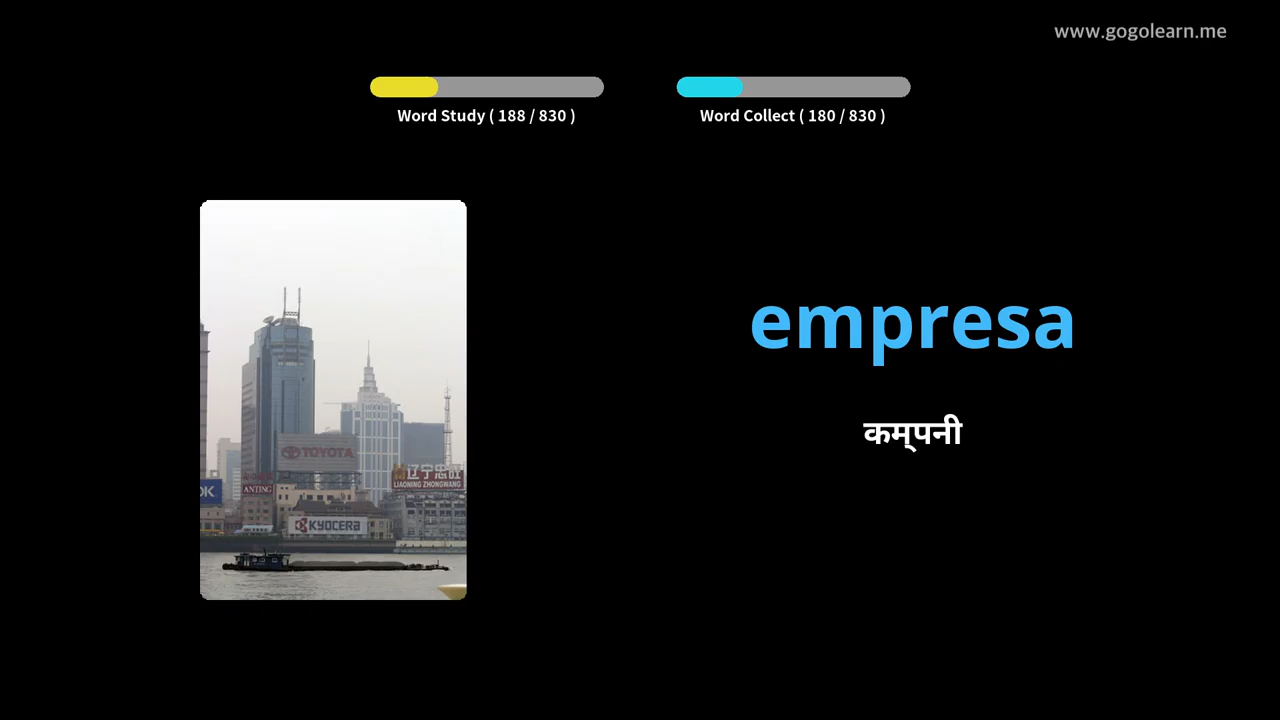 www.gogolearn.me
Word Study ( 188 / 830 )
Word Collect ( 180 / 830 )
empresa
कम्पनी
TOYOTA
辽宁忠旺
LIAONING ZHONGWANG
OK
ANTING
KYOCERA